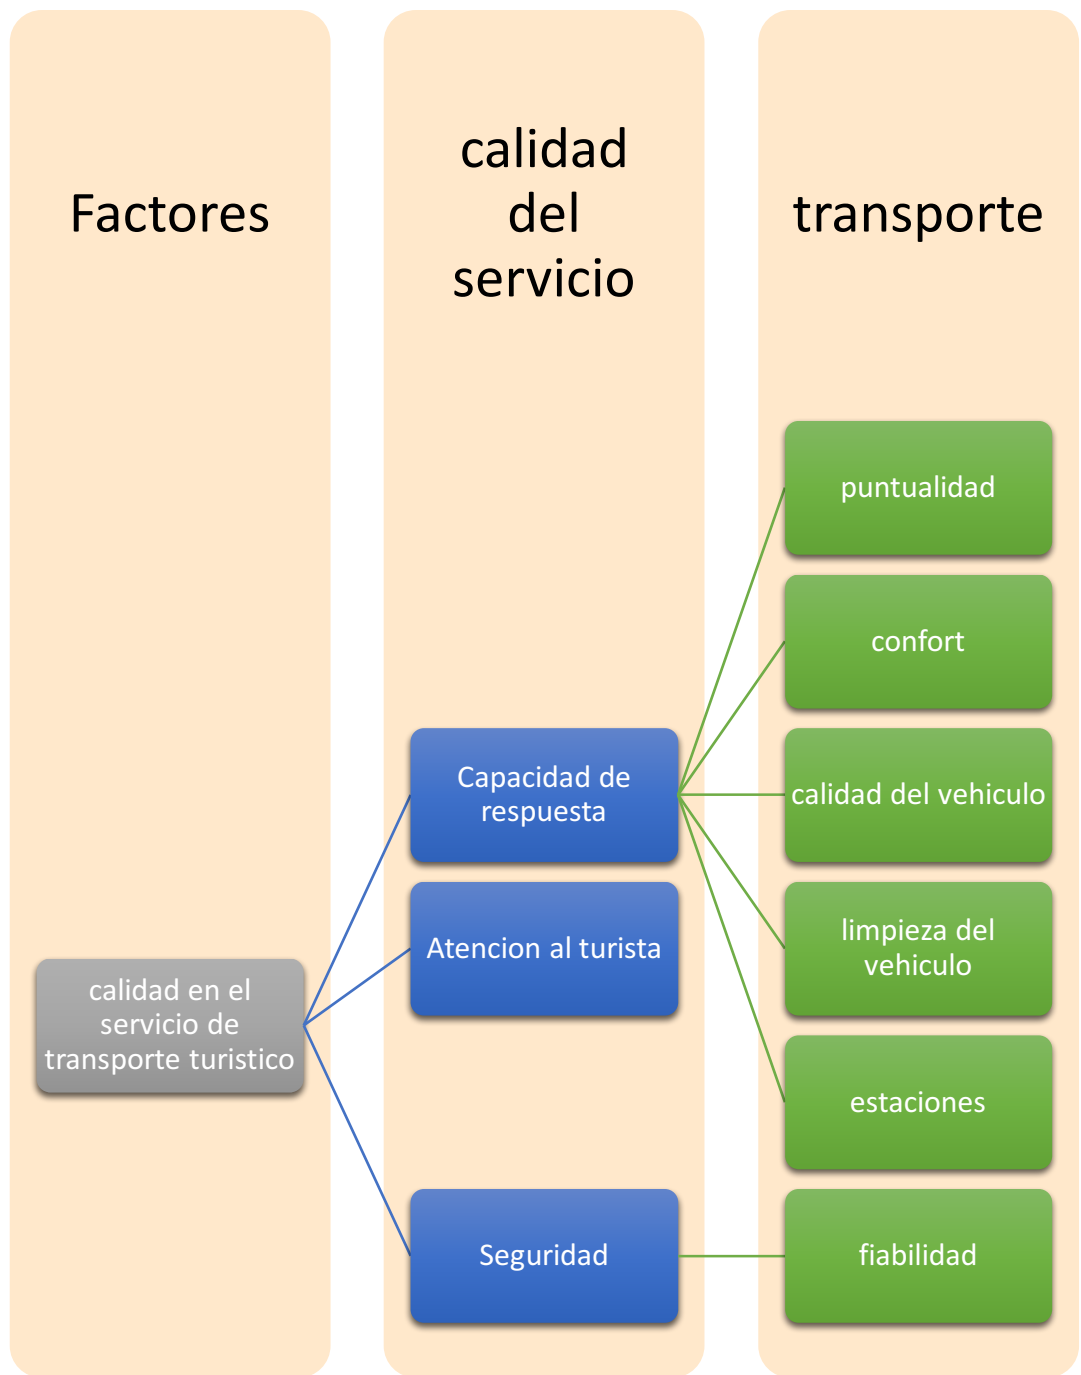 Factores
calidad
del
servicio
transporte
calidad en el
servicio de
transporte turistico
Capacidad de
respuesta
Atencion al turista
Seguridad
puntualidad
confort
calidad del vehiculo
limpieza del
vehiculo
estaciones
fiabilidad